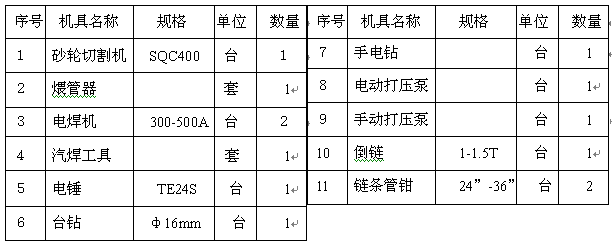 序号 机具名称 规格 单位 数量
1 砂轮切割机 SQC400 台 1
2 煨管器 套 1
3 电焊机 300-500A 台 2
4 汽焊工具 套 1
5 电锤 TE24S 台 1
6 台钻 φ16mm 台 1
序号 机具名称 规格 单位 数量
7 手电钻 台 1
8 电动打压泵 台 1
9 手动打压泵 台 1
10 倒链 1-1.5T 台 1
11 链条管钳 24”-36” 台 2